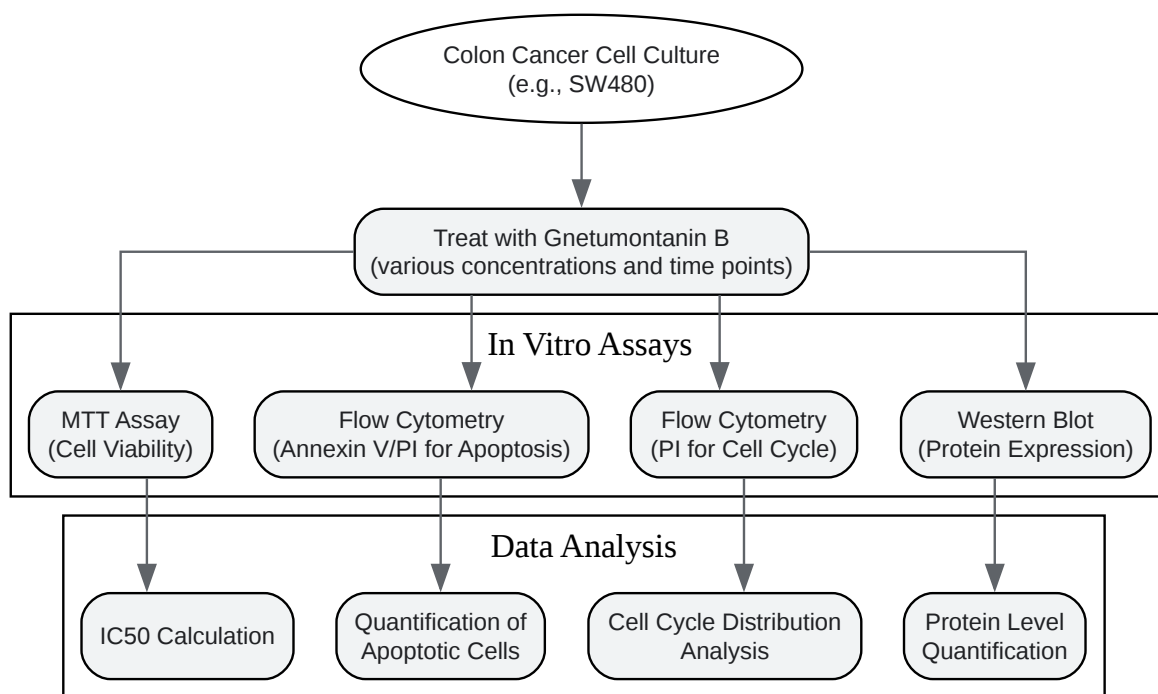 Colon Cancer Cell Culture
(e.g., SW480)
Treat with Gnetumontanin B
(various concentrations and time points)
In Vitro Assays
MTT Assay
(Cell Viability)
Flow Cytometry
(Annexin V/PI for Apoptosis)
Flow Cytometry
(PI for Cell Cycle)
Western Blot
(Protein Expression)
Data Analysis
IC50 Calculation
Quantification of
Apoptotic Cells
Cell Cycle Distribution
Analysis
Protein Level
Quantification